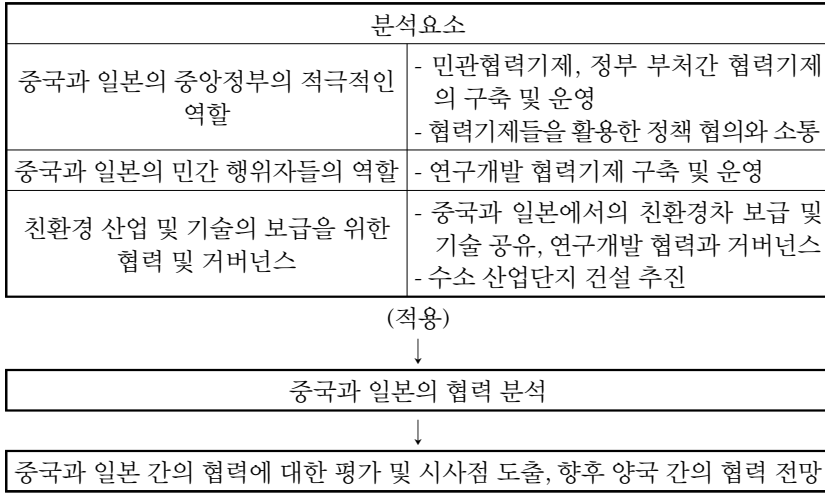 분석요소
중국과 일본의 중앙정부의 적극적인
역할
- 민관협력기제, 정부 부처간 협력기제
의 구축 및 운영
- 협력기제들을 활용한 정책 협의와 소통
중국과 일본의 민간 행위자들의 역할
- 연구개발 협력기제 구축 및 운영
친환경 산업 및 기술의 보급을 위한
협력 및 거버넌스
- 중국과 일본에서의 친환경차 보급 및
기술 공유, 연구개발 협력과 거버넌스
- 수소 산업단지 건설 추진
(적용)
↓
중국과 일본의 협력 분석
↓
중국과 일본 간의 협력에 대한 평가 및 시사점 도출, 향후 양국 간의 협력 전망